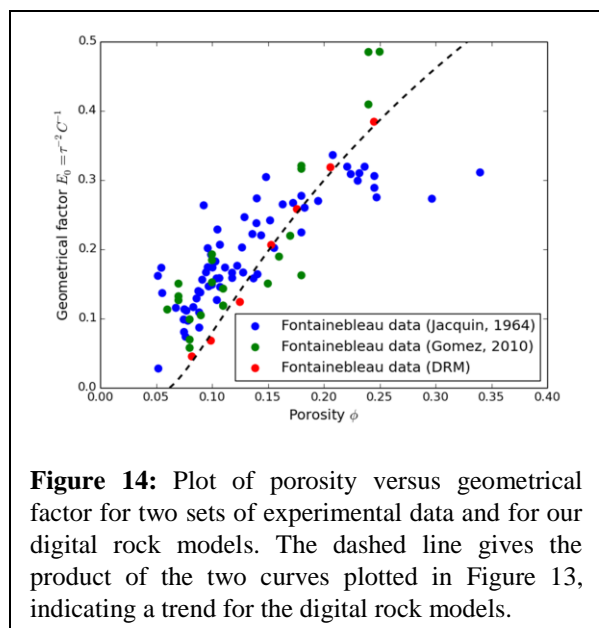 0.5
0.4
0.3
0.2
0.1
0.0
Geometrical factor E₀ = τ⁻²C⁻¹
Fontainebleau data (Jacquin, 1964)
Fontainebleau data (Gomez, 2010)
Fontainebleau data (DRM)
0.00 0.05 0.10 0.15 0.20 0.25 0.30 0.35 0.40
Porosity ϕ
Figure 14: Plot of porosity versus geometrical
factor for two sets of experimental data and for our
digital rock models. The dashed line gives the
product of the two curves plotted in Figure 13,
indicating a trend for the digital rock models.